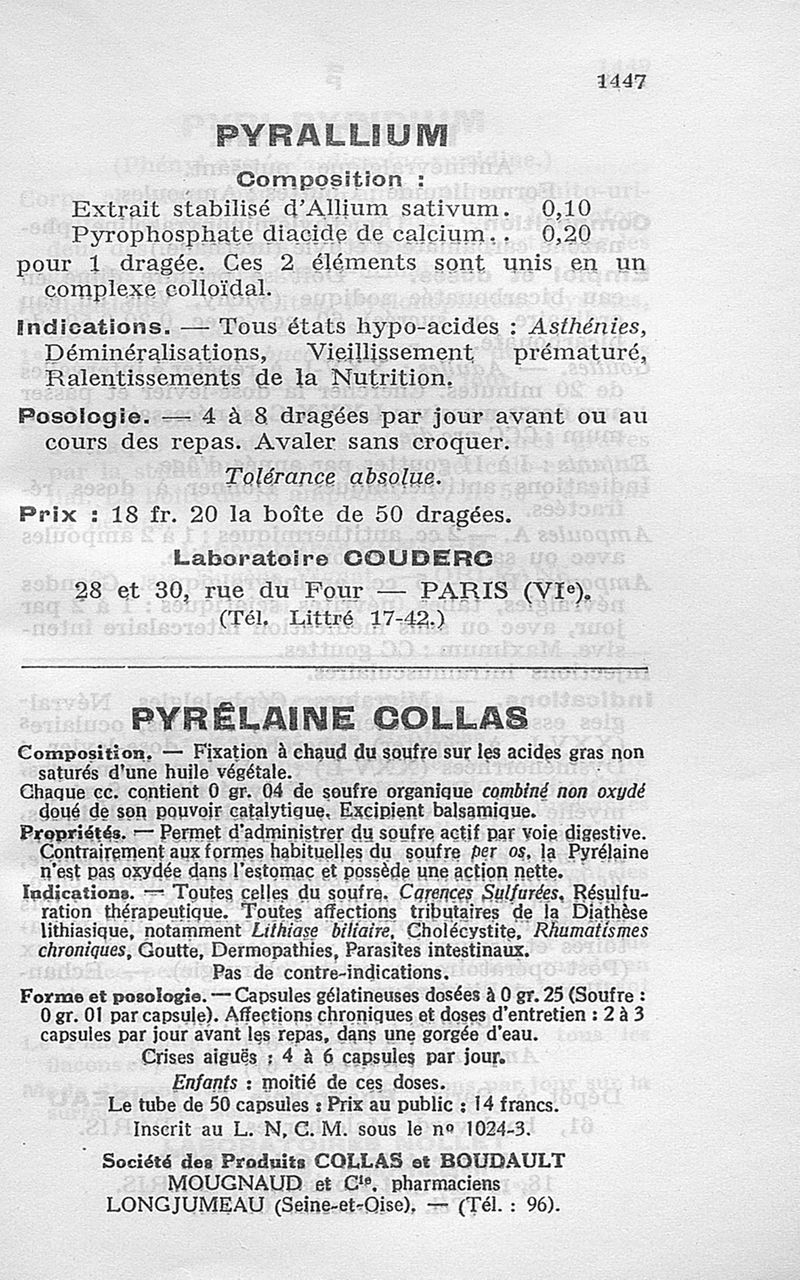 1447
PYRALLIUM
Composition :
Extrait stabilisé d'Allium sativum. 0,10
Pyrophosphate diacide de calcium. . 0,20
pour 1 dragée. Ces 2 éléments sont unis en un
complexe colloïdal.
Indications. — Tous états hypo-acides : Asthénies,
Déminéralisations, Vieillissement prématuré,
Ralentissements de la Nutrition.
Posologie. — 4 à 8 dragées par jour avant ou au
cours des repas. Avaler sans croquer.
Tolérance absolue.
Prix : 18 fr. 20 la boîte de 50 dragées.
Laboratoire COUDERC
28 et 30, rue du Four — PARIS (VIe).
(Tél. Littré 17-42.)
PYRÉLAINE COLLAS
Composition. — Fixation à chaud du soufre sur les acides gras non
saturés d'une huile végétale.
Chaque cc. contient 0 gr. 04 de soufre organique combiné non oxydé
doué de son pouvoir catalytique. Excipient balsamique.
Propriétés. — Permet d'administrer du soufre actif par voie digestive.
Contrairement aux formes habituelles du soufre per os, la Pyrélaine
n'est pas oxydée dans l'estomac et possède une action nette.
Indications. — Toutes celles du soufre. Carences Sulfurées. Résulfu-
ration thérapeutique. Toutes affections tributaires de la Diathèse
lithiasique, notamment Lithiase biliaire, Cholécystite, Rhumatismes
chroniques, Goutte, Dermopathies, Parasites intestinaux.
Pas de contre-indications.
Forme et posologie. — Capsules gélatineuses dosées à 0 gr. 25 (Soufre :
0 gr. 01 par capsule). Affections chroniques et doses d'entretien : 2 à 3
capsules par jour avant les repas, dans une gorgée d'eau.
Crises aiguës : 4 à 6 capsules par jour.
Enfants : moitié de ces doses.
Le tube de 50 capsules : Prix au public : 14 francs.
Inscrit au L. N. C. M. sous le nº 1024-3.
Société des Produits COLLAS et BOUDAULT
MOUGNAUD et Cie, pharmaciens
LONGJUMEAU (Seine-et-Oise). — (Tél. : 96).